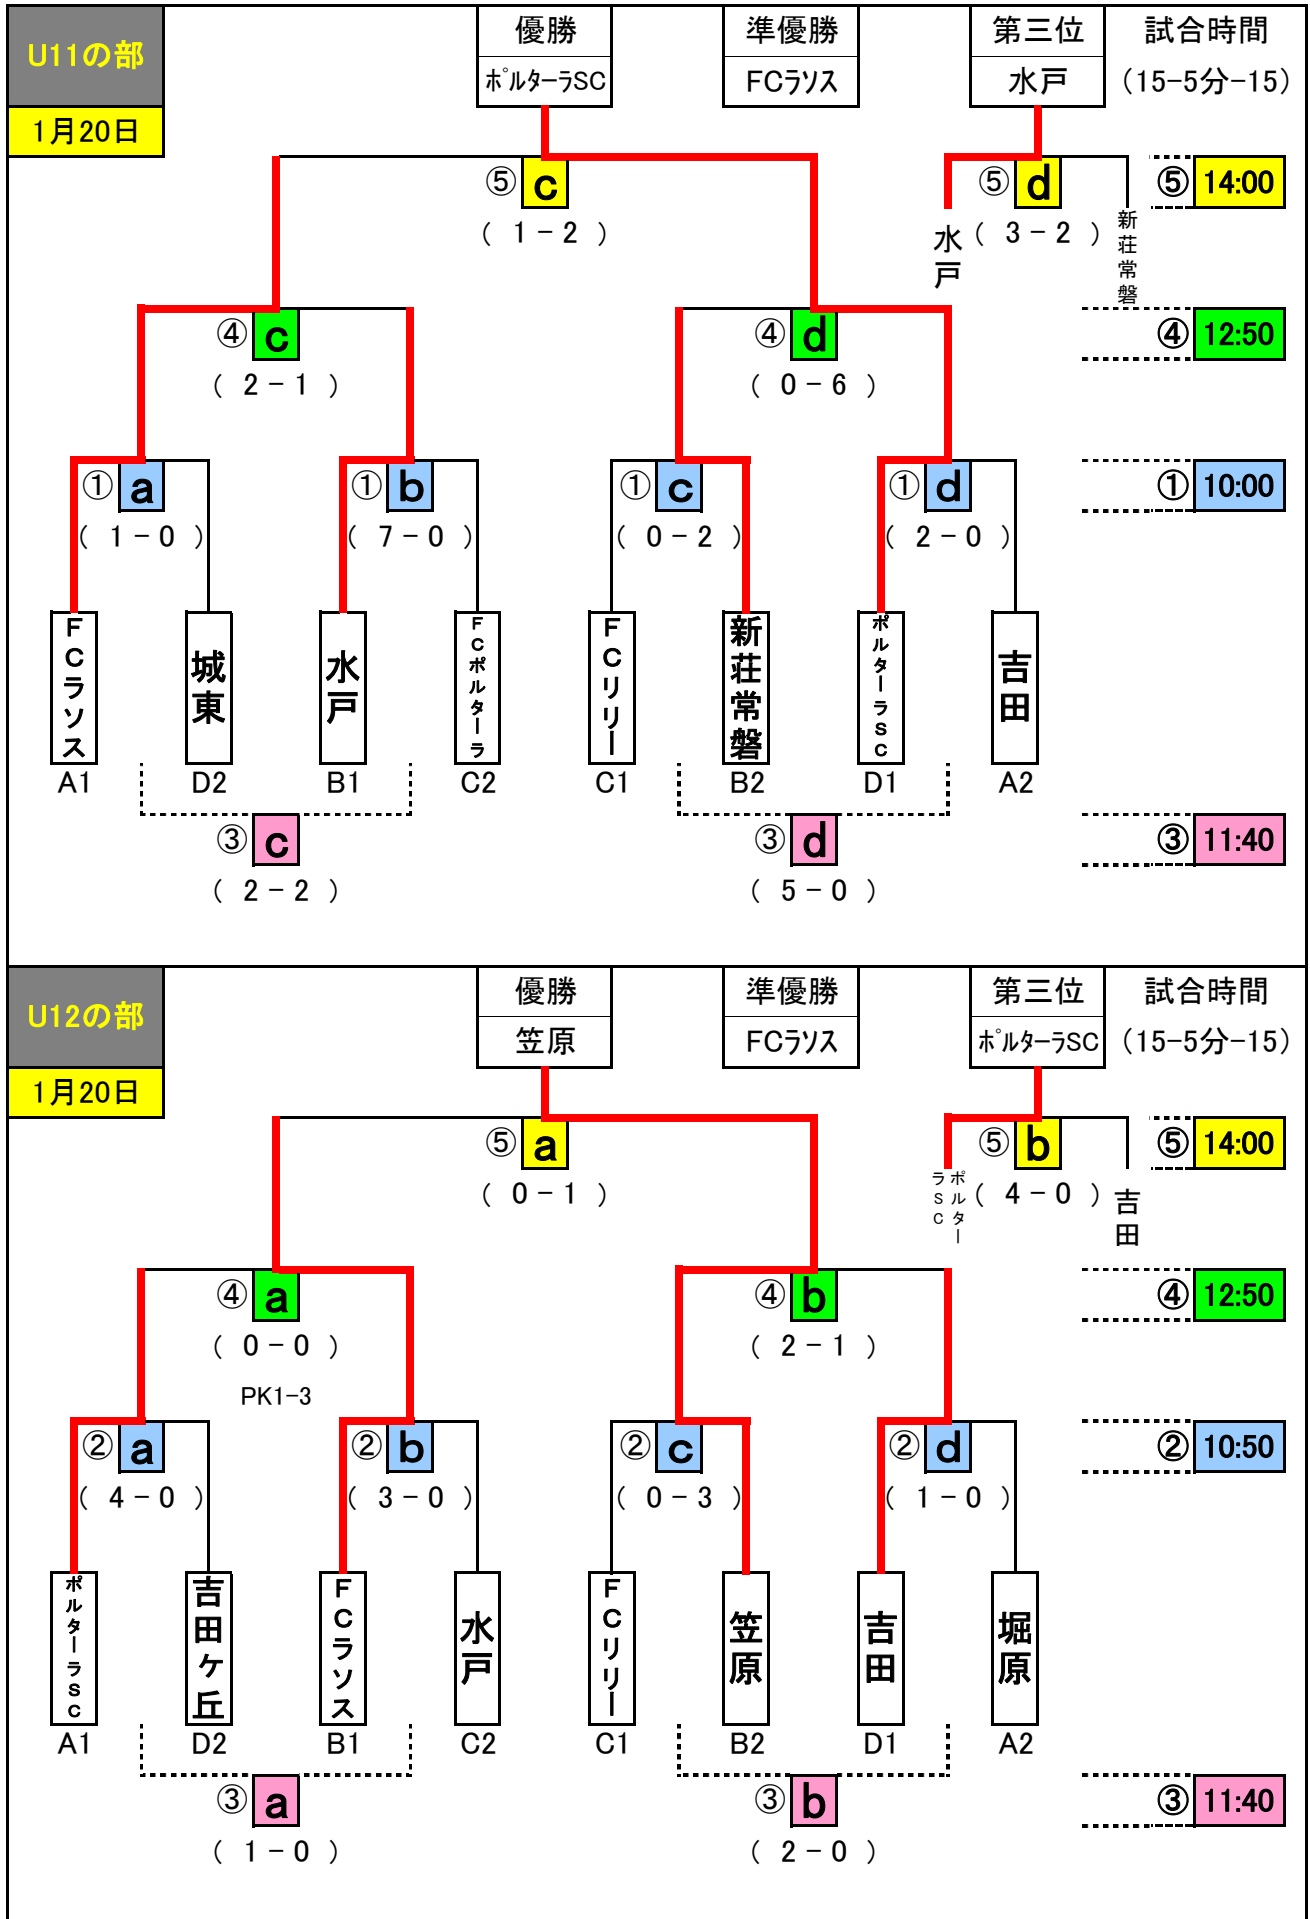 U11の部
優勝
準優勝
第三位
試合時間
ポルターラSC
FCラソス
水戸
(15-5分-15)
1月20日
⑤ c
⑤ d
⑤ 14:00
( 1-2 )
水戸
( 3-2 )
新荘常磐
④ c
④ d
④ 12:50
( 2-1 )
( 0-6 )
① a
① b
① c
① d
① 10:00
( 1-0 )
( 7-0 )
( 0-2 )
( 2-0 )
FCラソス
城東
水戸
FCポルターラ
FCリリー
新荘常磐
ポルターラSC
吉田
A1
D2
B1
C2
C1
B2
D1
A2
③ c
③ d
③ 11:40
( 2-2 )
( 5-0 )
U12の部
優勝
準優勝
第三位
試合時間
笠原
FCラソス
ポルターラSC
(15-5分-15)
1月20日
⑤ a
⑤ b
⑤ 14:00
( 0-1 )
ポルターラSC
( 4-0 )
吉田
④ a
④ b
④ 12:50
( 0-0 )
( 2-1 )
PK1-3
② a
② b
② c
② d
② 10:50
( 4-0 )
( 3-0 )
( 0-3 )
( 1-0 )
ポルターラSC
吉田ヶ丘
FCラソス
水戸
FCリリー
笠原
吉田
堀原
A1
D2
B1
C2
C1
B2
D1
A2
③ a
③ b
③ 11:40
( 1-0 )
( 2-0 )